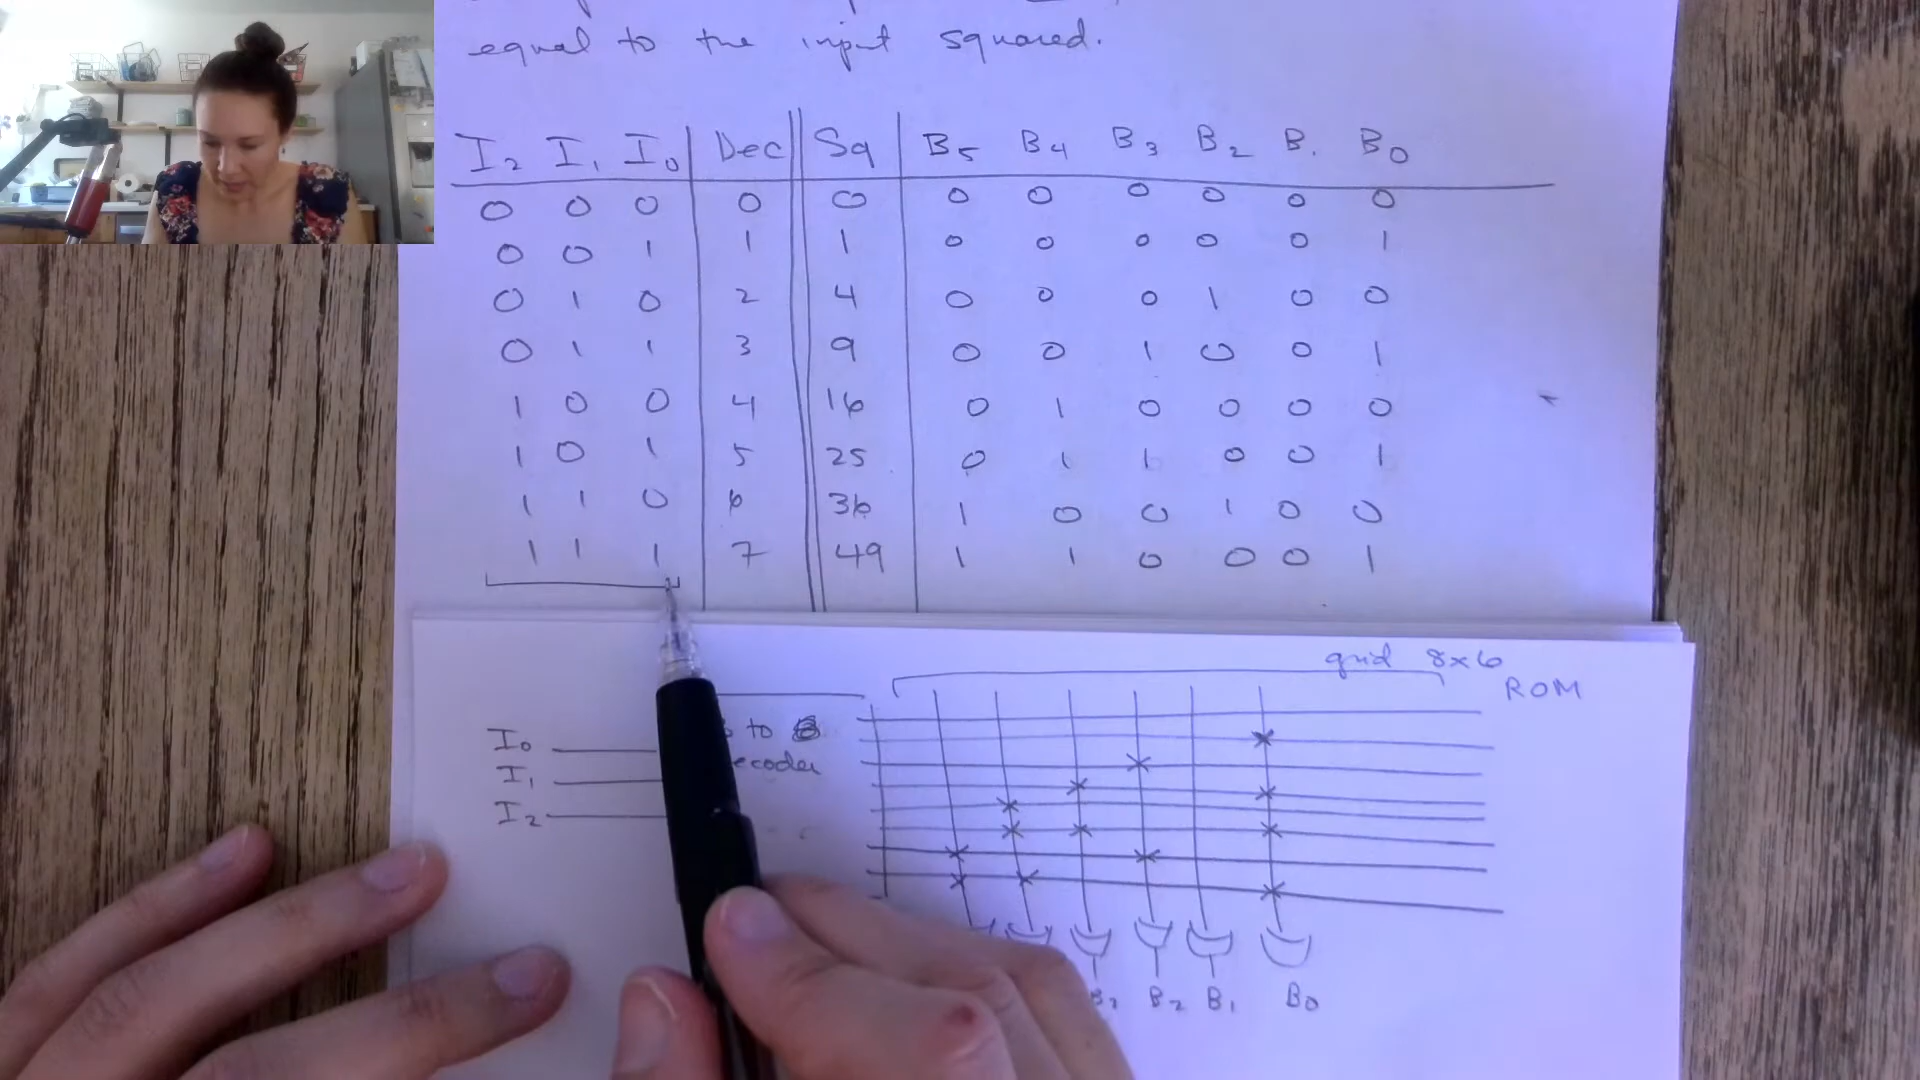 equal to the input squared.
I2 I1 I0 Dec Sq B5 B4 B3 B2 B1 B0
0 0 0 0 0 0 0 0 0 0 0
0 0 1 1 1 0 0 0 0 0 1
0 1 0 2 4 0 0 0 1 0 0
0 1 1 3 9 0 0 1 0 0 1
1 0 0 4 16 0 1 0 0 0 0
1 0 1 5 25 0 1 1 0 0 1
1 1 0 6 36 1 0 0 1 0 0
1 1 1 7 49 1 1 0 0 0 1
grid 8x6
ROM
I0
I1
I2
to
ecoder
B2 B1 B0